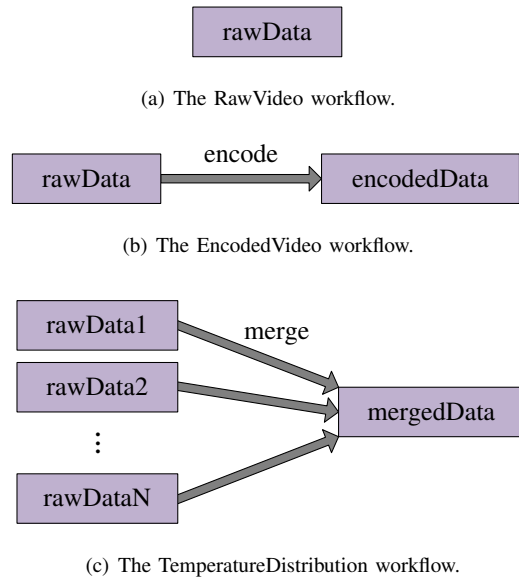 rawData
(a) The RawVideo workflow.
encode
rawData encodedData
(b) The EncodedVideo workflow.
rawData1
merge
rawData2
mergedData
⋮
rawDataN
(c) The TemperatureDistribution workflow.